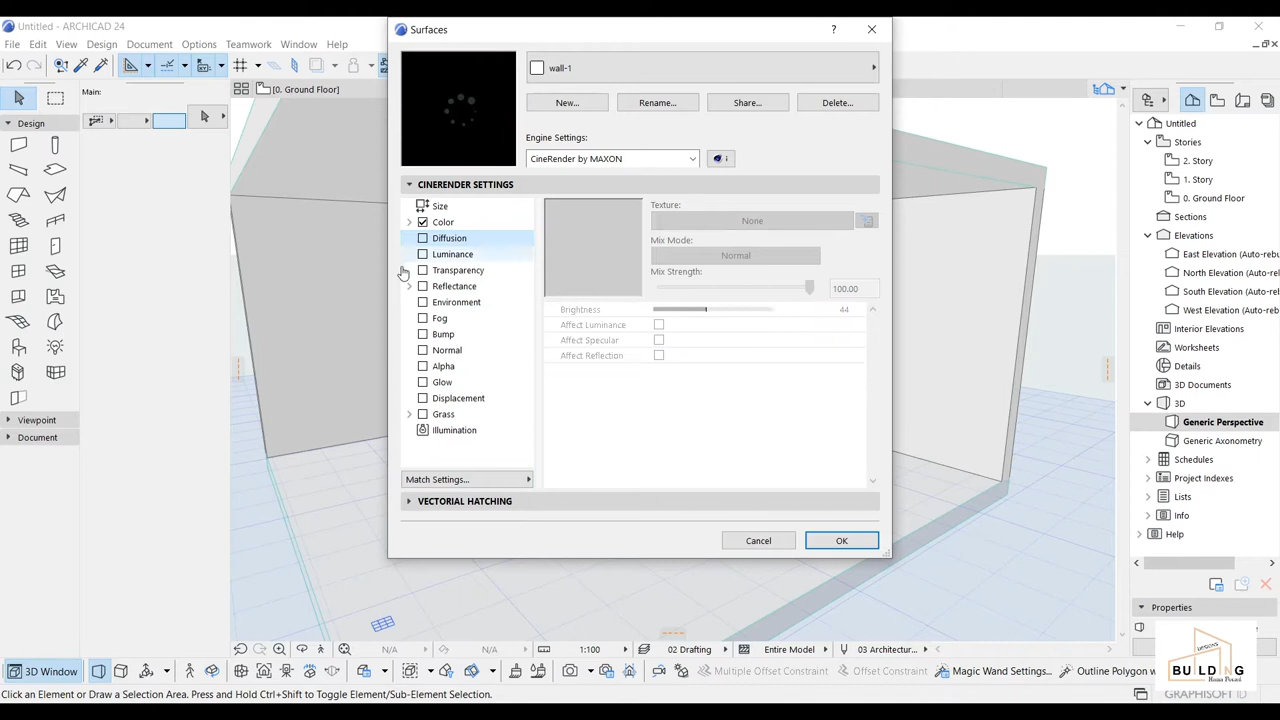 Untitled - ARCHICAD 24
File Edit View Design Document Options Teamwork Window Help
Main:
[0. Ground Floor]
Design
Viewpoint
Document
Surfaces
?
wall-1
New...
Rename...
Share...
Delete...
Engine Settings:
CineRender by MAXON
i
CINERENDER SETTINGS
Size
Color
Diffusion
Luminance
Transparency
Reflectance
Environment
Fog
Bump
Normal
Alpha
Glow
Displacement
Grass
Illumination
Match Settings...
Texture:
None
Mix Mode:
Normal
Mix Strength:
100.00
Brightness 44
Affect Luminance
Affect Specular
Affect Reflection
VECTORIAL HATCHING
Cancel
OK
Untitled
Stories
2. Story
1. Story
0. Ground Floor
Sections
Elevations
East Elevation (Auto-rebu
North Elevation (Auto-reb
South Elevation (Auto-reb
West Elevation (Auto-rebu
Interior Elevations
Worksheets
Details
3D Documents
3D
Generic Perspective
Generic Axonometry
Schedules
Project Indexes
Lists
Info
Help
Properties
N/A N/A 1:100 02 Drafting Entire Model 03 Architectur...
3D Window
Multiple Offset Constraint Offset Constraint Magic Wand Settings... Outline Polygon w
Click an Element or Draw a Selection Area. Press and Hold Ctrl+Shift to Toggle Element/Sub-Element Selection.
DESIGNS
BUILDING
GRAPHISOFT ID